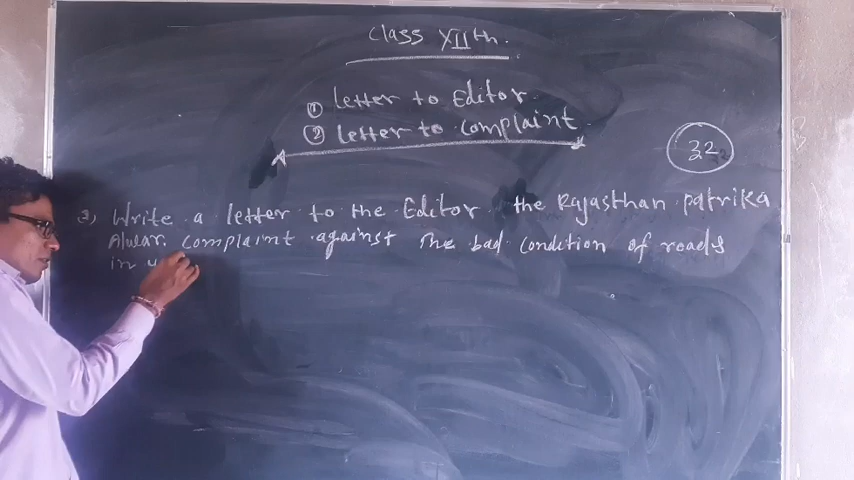 Class XIIth.
① letter to Editor.
② letter to complaint
32
3) Write a letter to the Editor the Rajasthan patrika
Alwar. complaint against the bad condition of roads
in